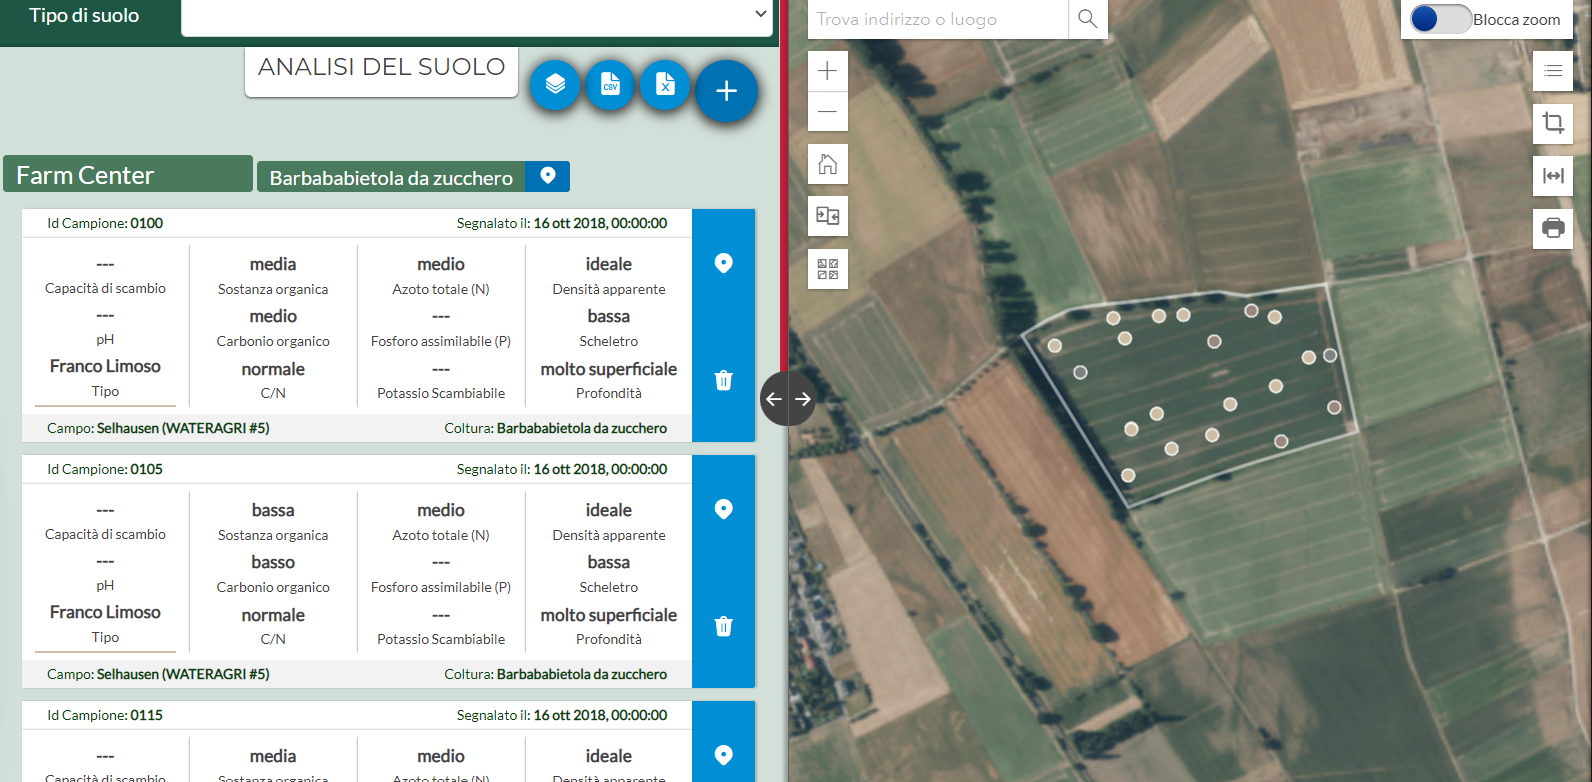 Tipo di suolo
ANALISI DEL SUOLO
CSV
X
Farm Center
Barbababietola da zucchero
Id Campione: 0100
Segnalato il: 16 ott 2018, 00:00:00
---
media
medio
ideale
Capacità di scambio
Sostanza organica
Azoto totale (N)
Densità apparente
---
medio
---
bassa
pH
Carbonio organico
Fosforo assimilabile (P)
Scheletro
Franco Limoso
normale
---
molto superficiale
Tipo
C/N
Potassio Scambiabile
Profondità
Campo: Selhausen (WATERAGRI #5)
Coltura: Barbababietola da zucchero
Id Campione: 0105
Segnalato il: 16 ott 2018, 00:00:00
---
bassa
medio
ideale
Capacità di scambio
Sostanza organica
Azoto totale (N)
Densità apparente
---
basso
---
bassa
pH
Carbonio organico
Fosforo assimilabile (P)
Scheletro
Franco Limoso
normale
---
molto superficiale
Tipo
C/N
Potassio Scambiabile
Profondità
Campo: Selhausen (WATERAGRI #5)
Coltura: Barbababietola da zucchero
Id Campione: 0115
Segnalato il: 16 ott 2018, 00:00:00
---
media
medio
ideale
Capacità di scambio
Sostanza organica
Azoto totale (N)
Densità apparente
Trova indirizzo o luogo
Blocca zoom